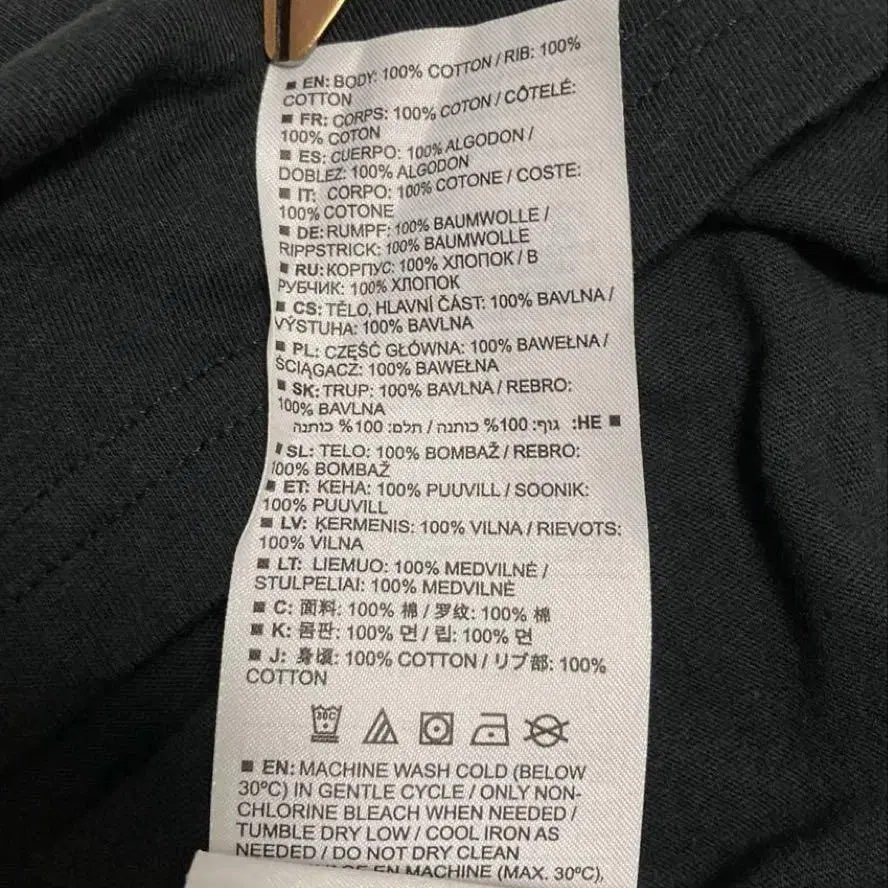 ■ EN: BODY: 100% COTTON / RIB: 100%
COTTON
■ FR: CORPS: 100% COTON / CÔTELÉ:
100% COTON
■ ES: CUERPO: 100% ALGODON /
DOBLEZ: 100% ALGODON
■ IT: CORPO: 100% COTONE / COSTE:
100% COTONE
■ DE: RUMPF: 100% BAUMWOLLE /
RIPPSTRICK: 100% BAUMWOLLE
■ RU: КОРПУС: 100% ХЛОПОК / В
РУБЧИК: 100% ХЛОПОК
■ CS: TĚLO, HLAVNÍ ČÁST: 100% BAVLNA /
VÝSTUHA: 100% BAVLNA
■ PL: CZĘŚĆ GŁÓWNA: 100% BAWEŁNA /
ŚCIĄGACZ: 100% BAWEŁNA
■ SK: TRUP: 100% BAVLNA / REBRO:
100% BAVLNA
■ HE: גוף: 100% כותנה / תלם: 100% כותנה
■ SL: TELO: 100% BOMBAŽ / REBRO:
100% BOMBAŽ
■ ET: KEHA: 100% PUUVILL / SOONIK:
100% PUUVILL
■ LV: ĶERMENIS: 100% VILNA / RIEVOTS:
100% VILNA
■ LT: LIEMUO: 100% MEDVILNĖ /
STULPELIAI: 100% MEDVILNĖ
■ C: 面料: 100% 棉 / 罗纹: 100% 棉
■ K: 몸판: 100% 면 / 립: 100% 면
■ J: 身頃: 100% COTTON / リブ部: 100%
COTTON
30C
■ EN: MACHINE WASH COLD (BELOW
30ºC) IN GENTLE CYCLE / ONLY NON-
CHLORINE BLEACH WHEN NEEDED /
TUMBLE DRY LOW / COOL IRON AS
NEEDED / DO NOT DRY CLEAN
EN MACHINE (MAX. 30ºC),